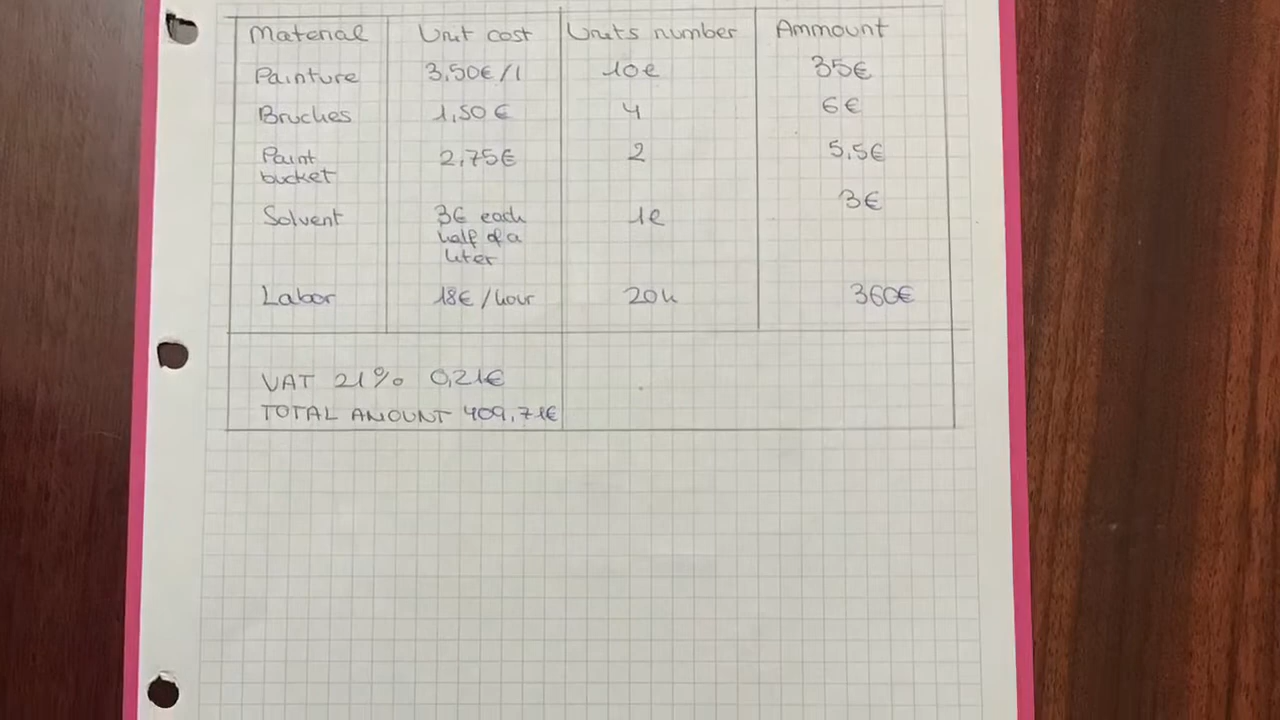 Material Unit cost Units number Ammount
Painture 3,50€/l 10l 35€
Bruches 1,50€ 4 6€
Paint 2,75€ 2 5,5€
bucket
Solvent 3€ each 1l 3€
half of a
liter
Labor 18€/hour 20h 360€
VAT 21% 0,21€
TOTAL AMOUNT 409,71€